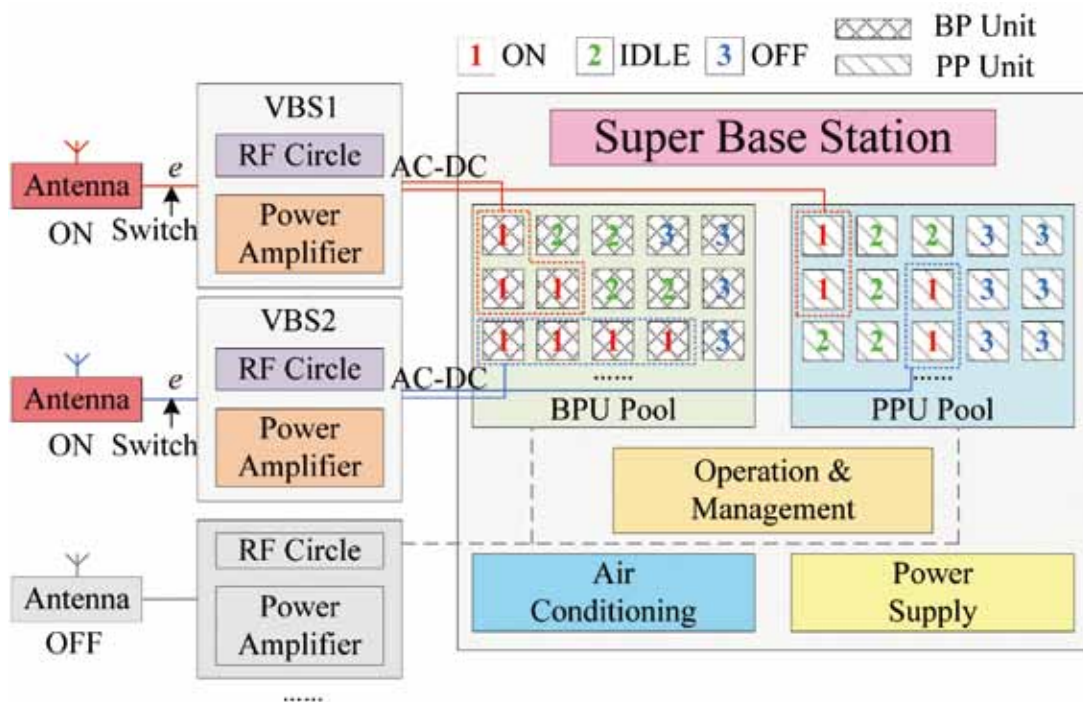 1 ON 2 IDLE 3 OFF BP Unit
PP Unit
VBS1
RF Circle
Power
Amplifier
Antenna
ON
e
Switch
AC-DC
VBS2
RF Circle
Power
Amplifier
Antenna
ON
e
Switch
AC-DC
RF Circle
Power
Amplifier
Antenna
OFF
......
Super Base Station
1 2 2 3 3
1 1 2 2 3
1 1 1 1 3
......
BPU Pool
1 2 2 3 3
1 2 1 3 3
2 2 1 3 3
......
PPU Pool
Operation &
Management
Air
Conditioning
Power
Supply